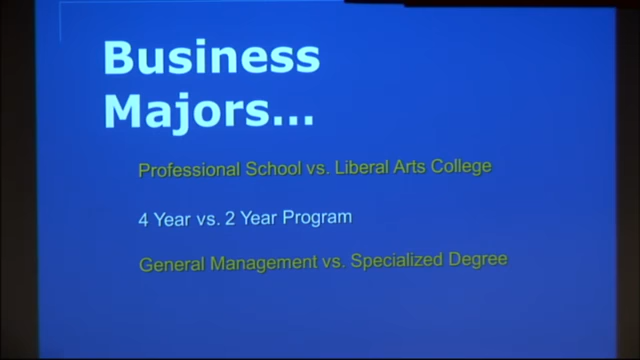 Business
Majors...
Professional School vs. Liberal Arts College
4 Year vs. 2 Year Program
General Management vs. Specialized Degree